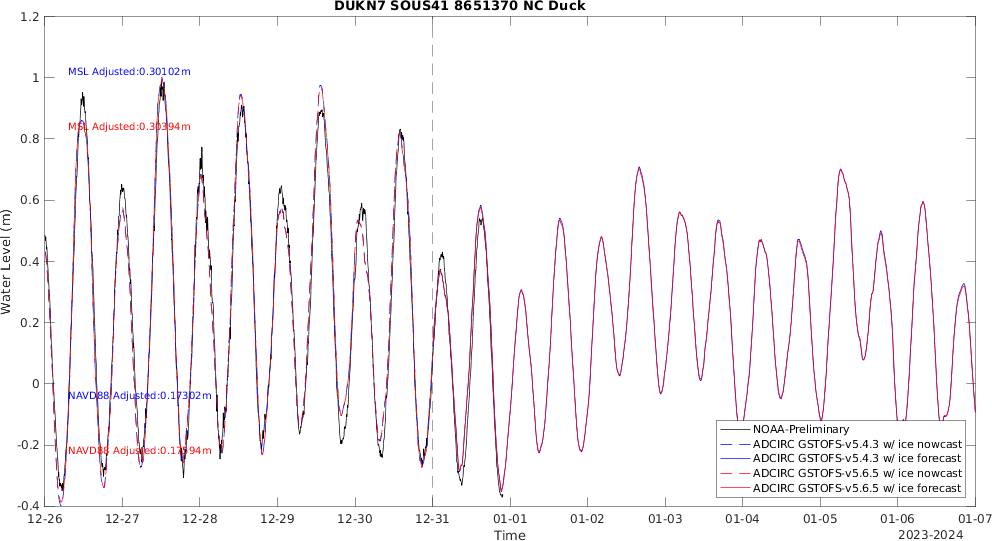 DUKN7 SOUS41 8651370 NC Duck
1.2
1
0.8
0.6
0.4
0.2
0
-0.2
-0.4
Water Level (m)
MSL Adjusted:0.30102m
MSL Adjusted:0.30394m
NAVD88 Adjusted:0.17302m
NAVD88 Adjusted:0.17594m
NOAA-Preliminary
ADCIRC GSTOFS-v5.4.3 w/ ice nowcast
ADCIRC GSTOFS-v5.4.3 w/ ice forecast
ADCIRC GSTOFS-v5.6.5 w/ ice nowcast
ADCIRC GSTOFS-v5.6.5 w/ ice forecast
12-26 12-27 12-28 12-29 12-30 12-31 01-01 01-02 01-03 01-04 01-05 01-06 01-07
Time
2023-2024